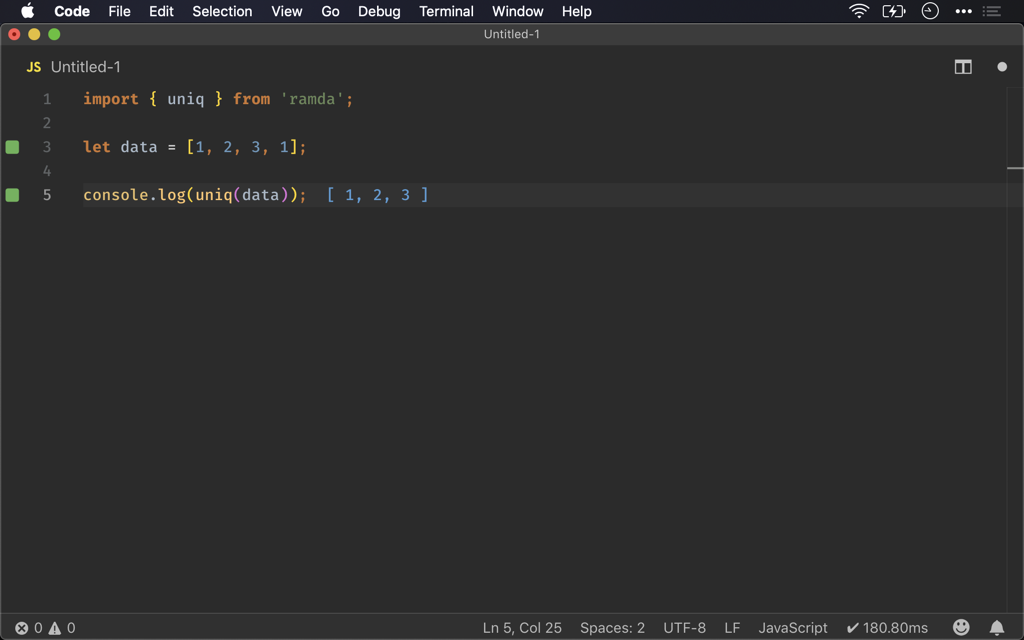 Code File Edit Selection View Go Debug Terminal Window Help
Untitled-1
JS Untitled-1
1 import { uniq } from 'ramda';
2
3 let data = [1, 2, 3, 1];
4
5 console.log(uniq(data)); [ 1, 2, 3 ]
0 0 Ln 5, Col 25 Spaces: 2 UTF-8 LF JavaScript ✔ 180.80ms